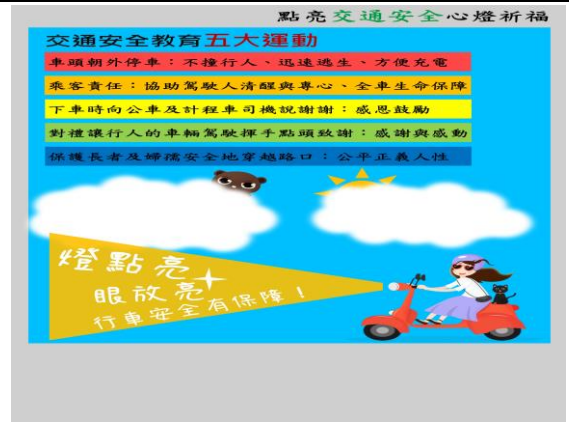 點亮交通安全心燈祈福
交通安全教育五大運動
車頭朝外停車：不撞行人、迅速逃生、方便充電
乘客責任：協助駕駛人清醒與專心、全車生命保障
下車時向公車及計程車司機說謝謝：感恩鼓勵
對禮讓行人的車輛駕駛揮手點頭致謝：感謝與感動
保護長者及婦孺安全地穿越路口：公平正義人性
燈點亮
眼放亮
行車安全有保障！